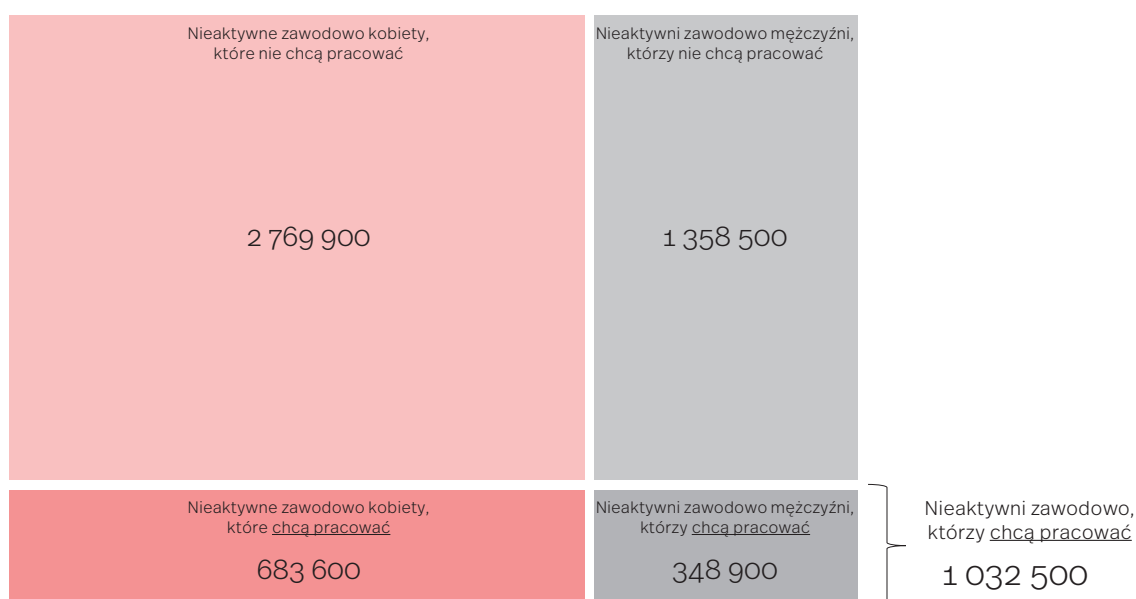 Nieaktywne zawodowo kobiety,
które nie chcą pracować
2 769 900
Nieaktywni zawodowo mężczyźni,
którzy nie chcą pracować
1 358 500
Nieaktywne zawodowo kobiety,
które chcą pracować
683 600
Nieaktywni zawodowo mężczyźni,
którzy chcą pracować
348 900
Nieaktywni zawodowo,
którzy chcą pracować
1 032 500